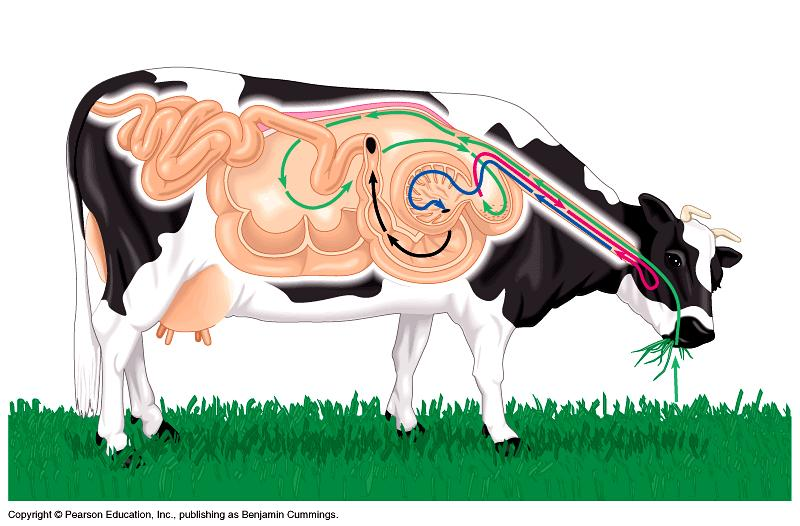 Copyright © Pearson Education, Inc., publishing as Benjamin Cummings.